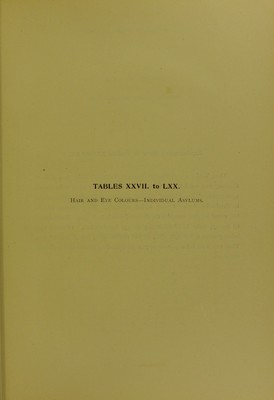 TABLES XXVII. to LXX.
Hair and Eye Colours—Individual Asylums.